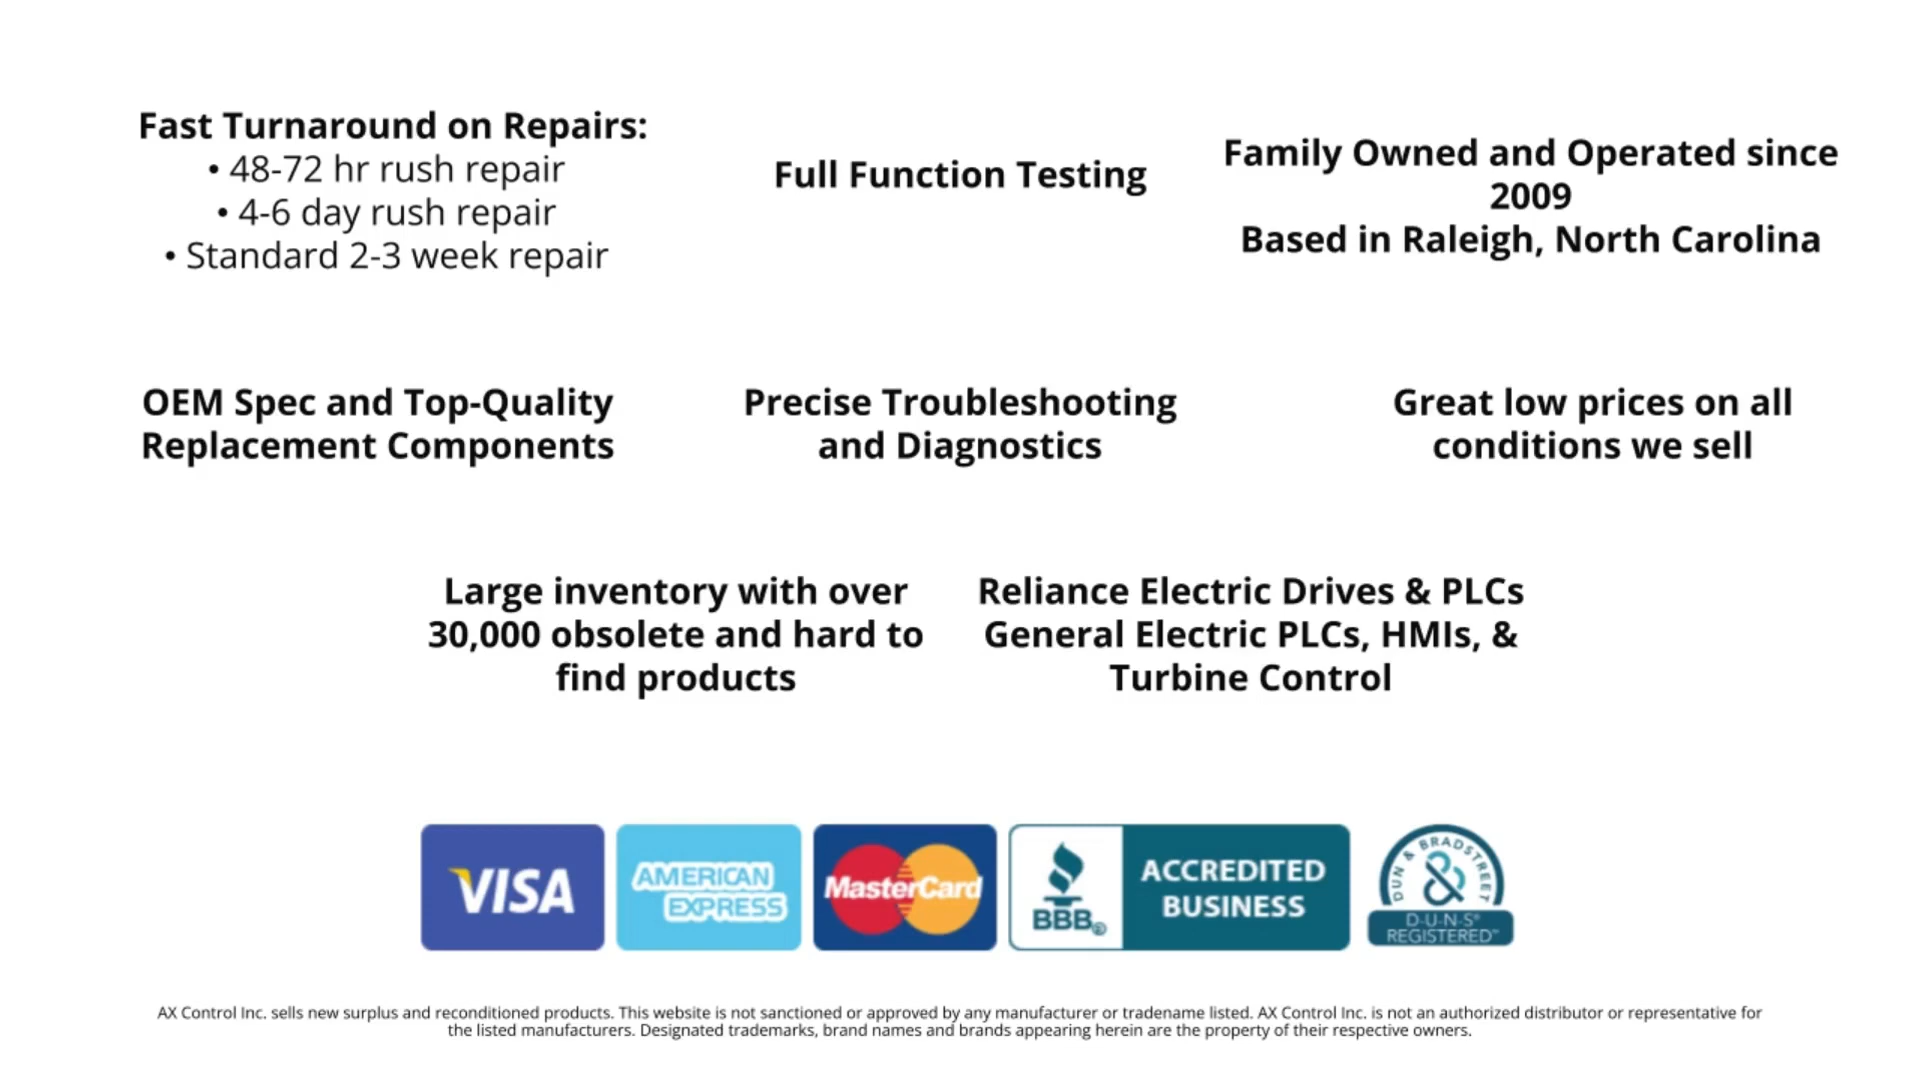 Fast Turnaround on Repairs:
• 48-72 hr rush repair
• 4-6 day rush repair
• Standard 2-3 week repair
Full Function Testing
Family Owned and Operated since
2009
Based in Raleigh, North Carolina
OEM Spec and Top-Quality
Replacement Components
Precise Troubleshooting
and Diagnostics
Great low prices on all
conditions we sell
Large inventory with over
30,000 obsolete and hard to
find products
Reliance Electric Drives & PLCs
General Electric PLCs, HMIs, &
Turbine Control
VISA
AMERICAN
EXPRESS
MasterCard
BBB®
ACCREDITED
BUSINESS
DUN & BRADSTREET
&
D-U-N-S®
REGISTERED™
AX Control Inc. sells new surplus and reconditioned products. This website is not sanctioned or approved by any manufacturer or tradename listed. AX Control Inc. is not an authorized distributor or representative for
the listed manufacturers. Designated trademarks, brand names and brands appearing herein are the property of their respective owners.